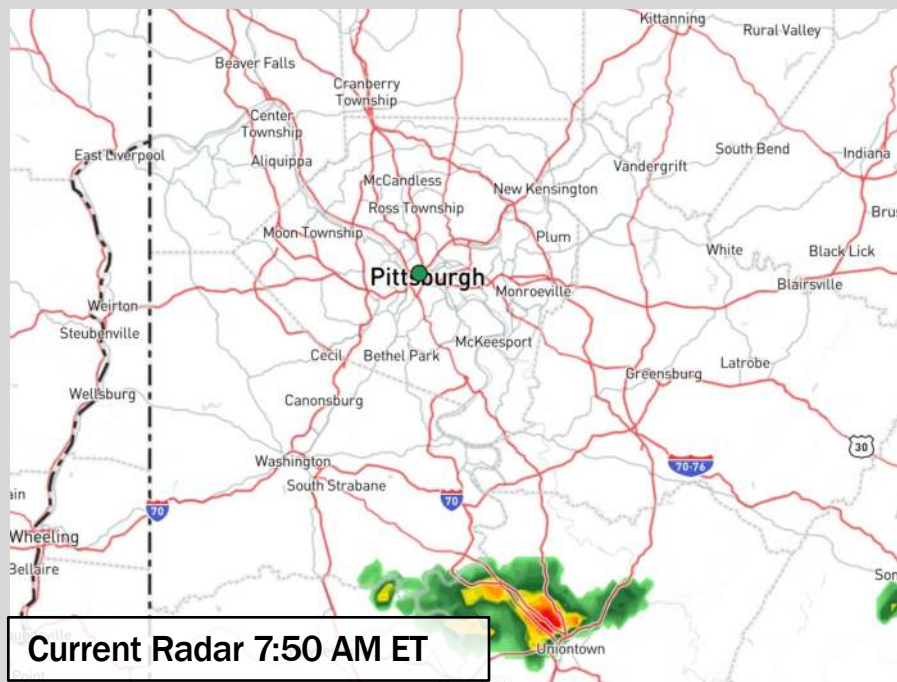 Kittanning
Rural Valley
Beaver Falls
Cranberry
Township
Center
Township
East Liverpool
Aliquippa
South Bend
Indiana
Vandergrift
McCandless
New Kensington
Ross Township
Moon Township
Plum
White
Black Lick
Pittsburgh
Blairsville
Monroeville
Weirton
Steubenville
McKeesport
Cecil
Bethel Park
Latrobe
Greensburg
Wellsburg
Canonsburg
30
Washington
70-76
South Strabane
70
70
Wheeling
Bellaire
Current Radar 7:50 AM ET
Uniontown